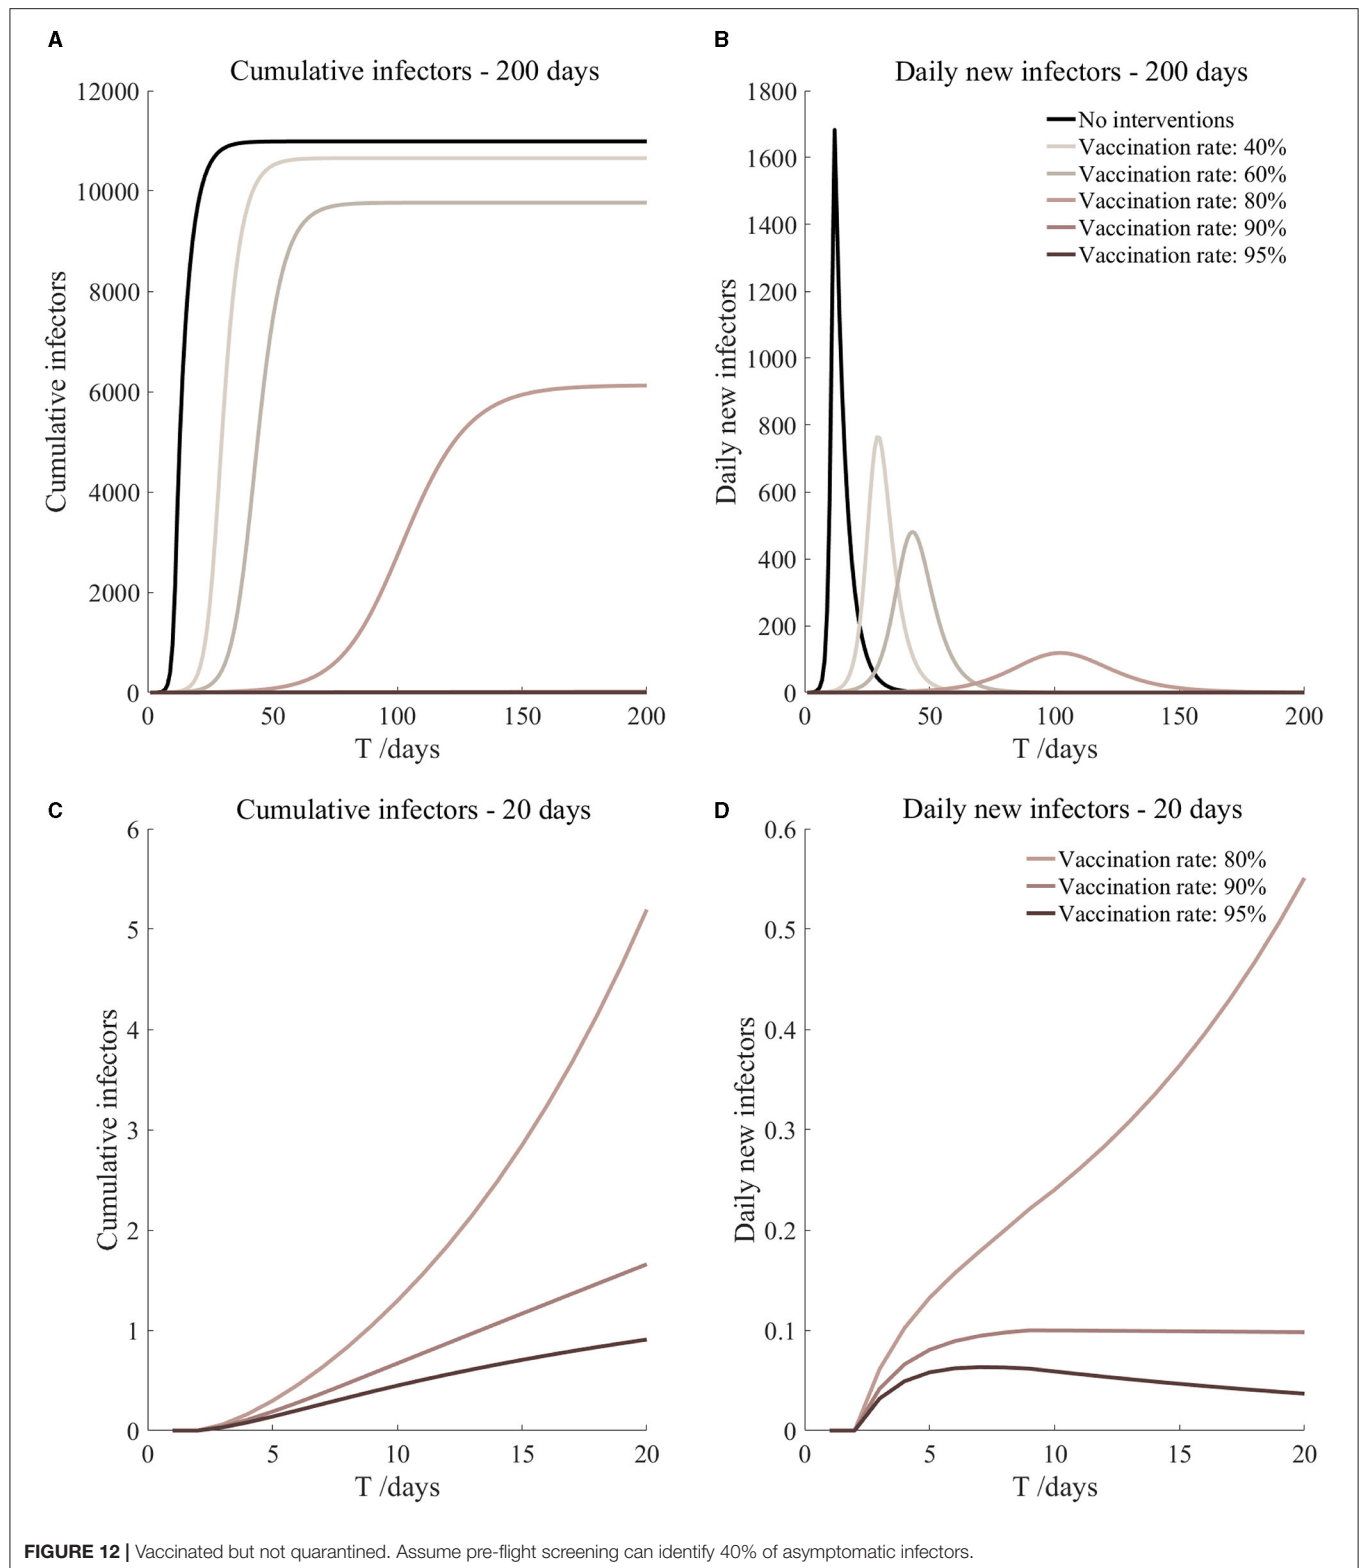 A
Cumulative infectors - 200 days
12000
10000
8000
6000
4000
2000
0
Cumulative infectors
0 50 100 150 200
T /days
B
Daily new infectors - 200 days
1800
1600
1400
1200
1000
800
600
400
200
0
Daily new infectors
No interventions
Vaccination rate: 40%
Vaccination rate: 60%
Vaccination rate: 80%
Vaccination rate: 90%
Vaccination rate: 95%
0 50 100 150 200
T /days
C
Cumulative infectors - 20 days
6
5
4
3
2
1
0
Cumulative infectors
0 5 10 15 20
T /days
D
Daily new infectors - 20 days
0.6
0.5
0.4
0.3
0.2
0.1
0
Daily new infectors
Vaccination rate: 80%
Vaccination rate: 90%
Vaccination rate: 95%
0 5 10 15 20
T /days
FIGURE 12 | Vaccinated but not quarantined. Assume pre-flight screening can identify 40% of asymptomatic infectors.